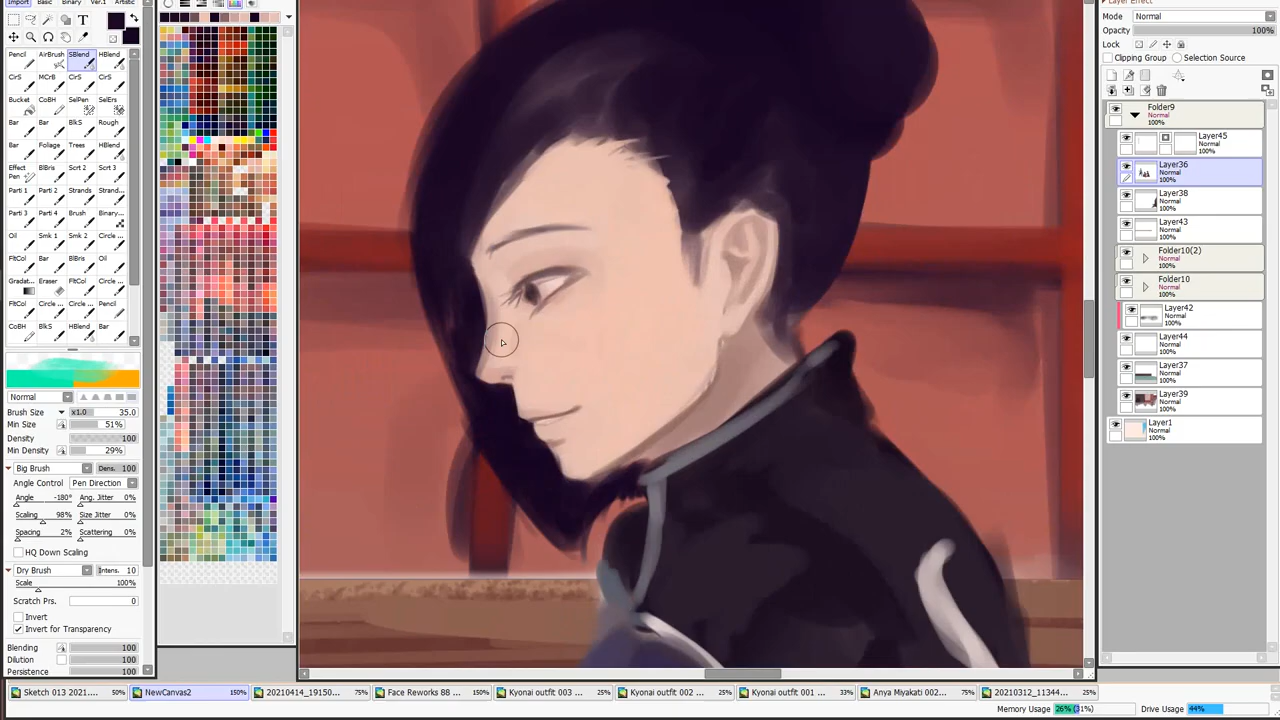 Import Basic Binary Ver.1 Artistic
Layer Effect
Mode Normal
Opacity 100%
Lock
Clipping Group Selection Source
Pencil AirBrush SBlend HBlend
CirS MCrB CirS CirS
Bucket CoBH SelPen SelErs
Bar Bar BlkS Rough
Bar Foliage Trees HBlend
Effect Pen Parti 1 Sort 2 Sort 3
Parti 1 Parti 2 Strands Strand...
Parti 3 Parti 4 Brush Binary...
Oil Smk 1 Smk 2 Circle ...
FltCol Bar Bar Oil
Gradat... Eraser FltCol Circle ...
FltCol Circle ... Circle ... Pencil
CoBH BlkS HBlend Bar
Normal
Brush Size x1.0 35.0
Min Size 51%
Density 100
Min Density 29%
Big Brush Dens. 100
Angle Control Pen Direction
Angle -180° Ang. Jitter 0%
Scaling 98% Size Jitter 0%
Spacing 2% Scattering 0%
HQ Down Scaling
Dry Brush Intens. 10
Scale 100%
Scratch Prs. 0
Invert
Invert for Transparency
Blending 100
Dilution 100
Persistence 100
Folder9
Normal
100%
Layer45
Normal
100%
Layer36
Normal
100%
Layer38
Normal
100%
Layer43
Normal
100%
Folder10(2)
Normal
100%
Folder10
Normal
100%
Layer42
Normal
100%
Layer44
Normal
100%
Layer37
Normal
100%
Layer39
Normal
100%
Layer1
Normal
100%
Sketch 013 2021.... 50% NewCanvas2 150% 20210414_19150... 75% Face Reworks 88 ... 150% Kyonai outfit 003 ... 25% Kyonai outfit 002 ... 25% Kyonai outfit 001 ... 33% Anya Miyakati 002... 75% 20210312_11344... 25%
Memory Usage 26% (31%) Drive Usage 44%